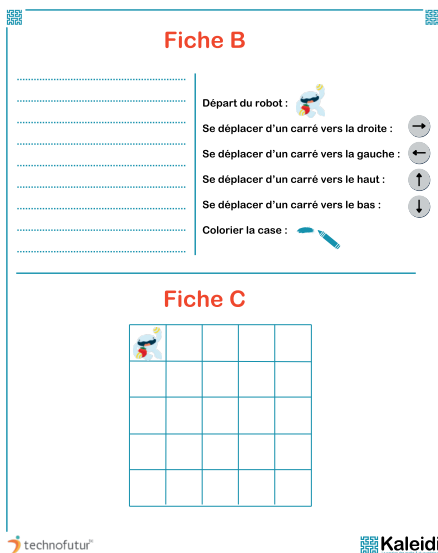 Fiche B
Départ du robot :
Se déplacer d'un carré vers la droite :
Se déplacer d'un carré vers la gauche :
Se déplacer d'un carré vers le haut :
Se déplacer d'un carré vers le bas :
Colorier la case :
Fiche C
technofutur
Kaleidi